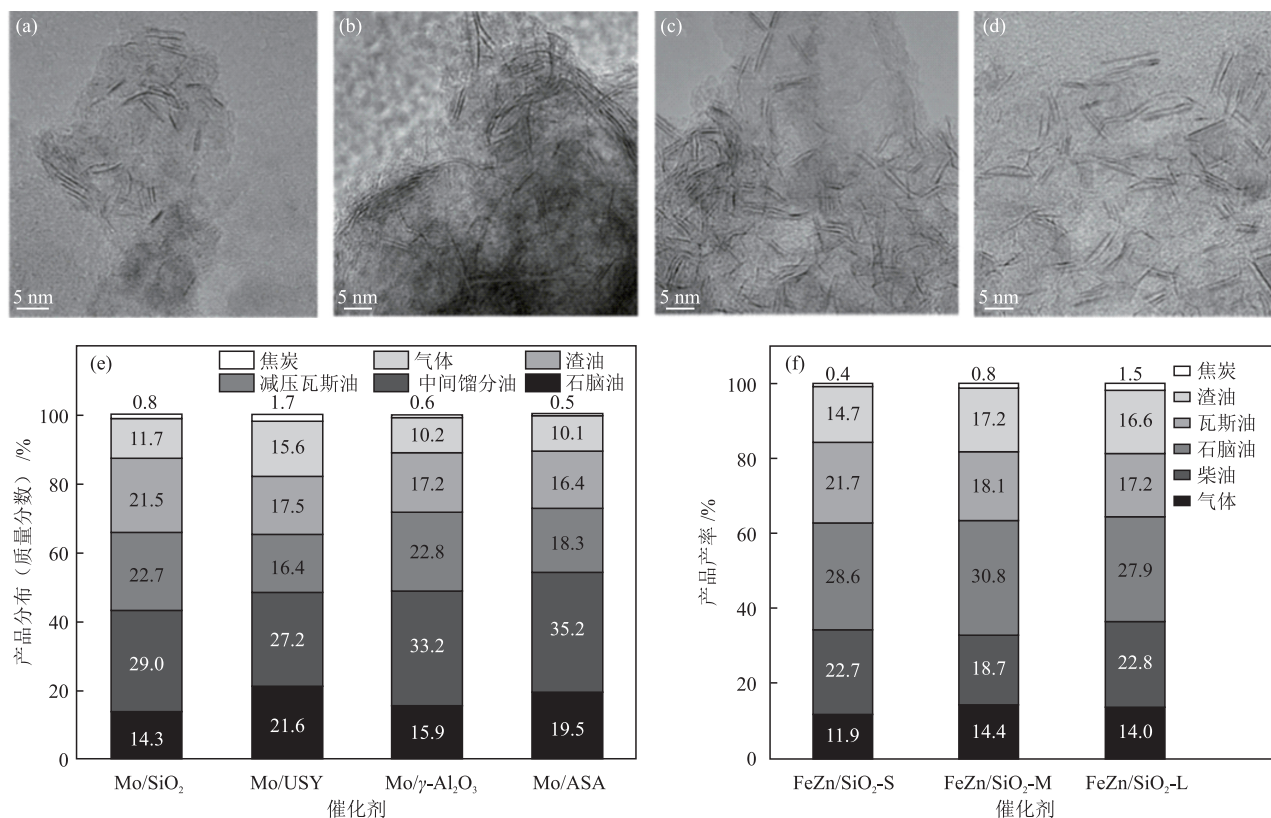 (a)
(b)
(c)
(d)
5 nm
5 nm
5 nm
5 nm
(e)
焦炭 气体 渣油
减压瓦斯油 中间馏分油 石脑油
产品分布（质量分数）/%
100
80
60
40
20
0
0.8 1.7 0.6 0.5
11.7 15.6 10.2 10.1
21.5 17.5 17.2 16.4
22.7 16.4 22.8 18.3
29.0 27.2 33.2 35.2
14.3 21.6 15.9 19.5
Mo/SiO₂ Mo/USY Mo/γ-Al₂O₃ Mo/ASA
催化剂
(f)
焦炭
渣油
瓦斯油
石脑油
柴油
气体
产品产率/%
100
80
60
40
20
0
0.4 0.8 1.5
14.7 17.2 16.6
21.7 18.1 17.2
28.6 30.8 27.9
22.7 18.7 22.8
11.9 14.4 14.0
FeZn/SiO₂-S FeZn/SiO₂-M FeZn/SiO₂-L
催化剂